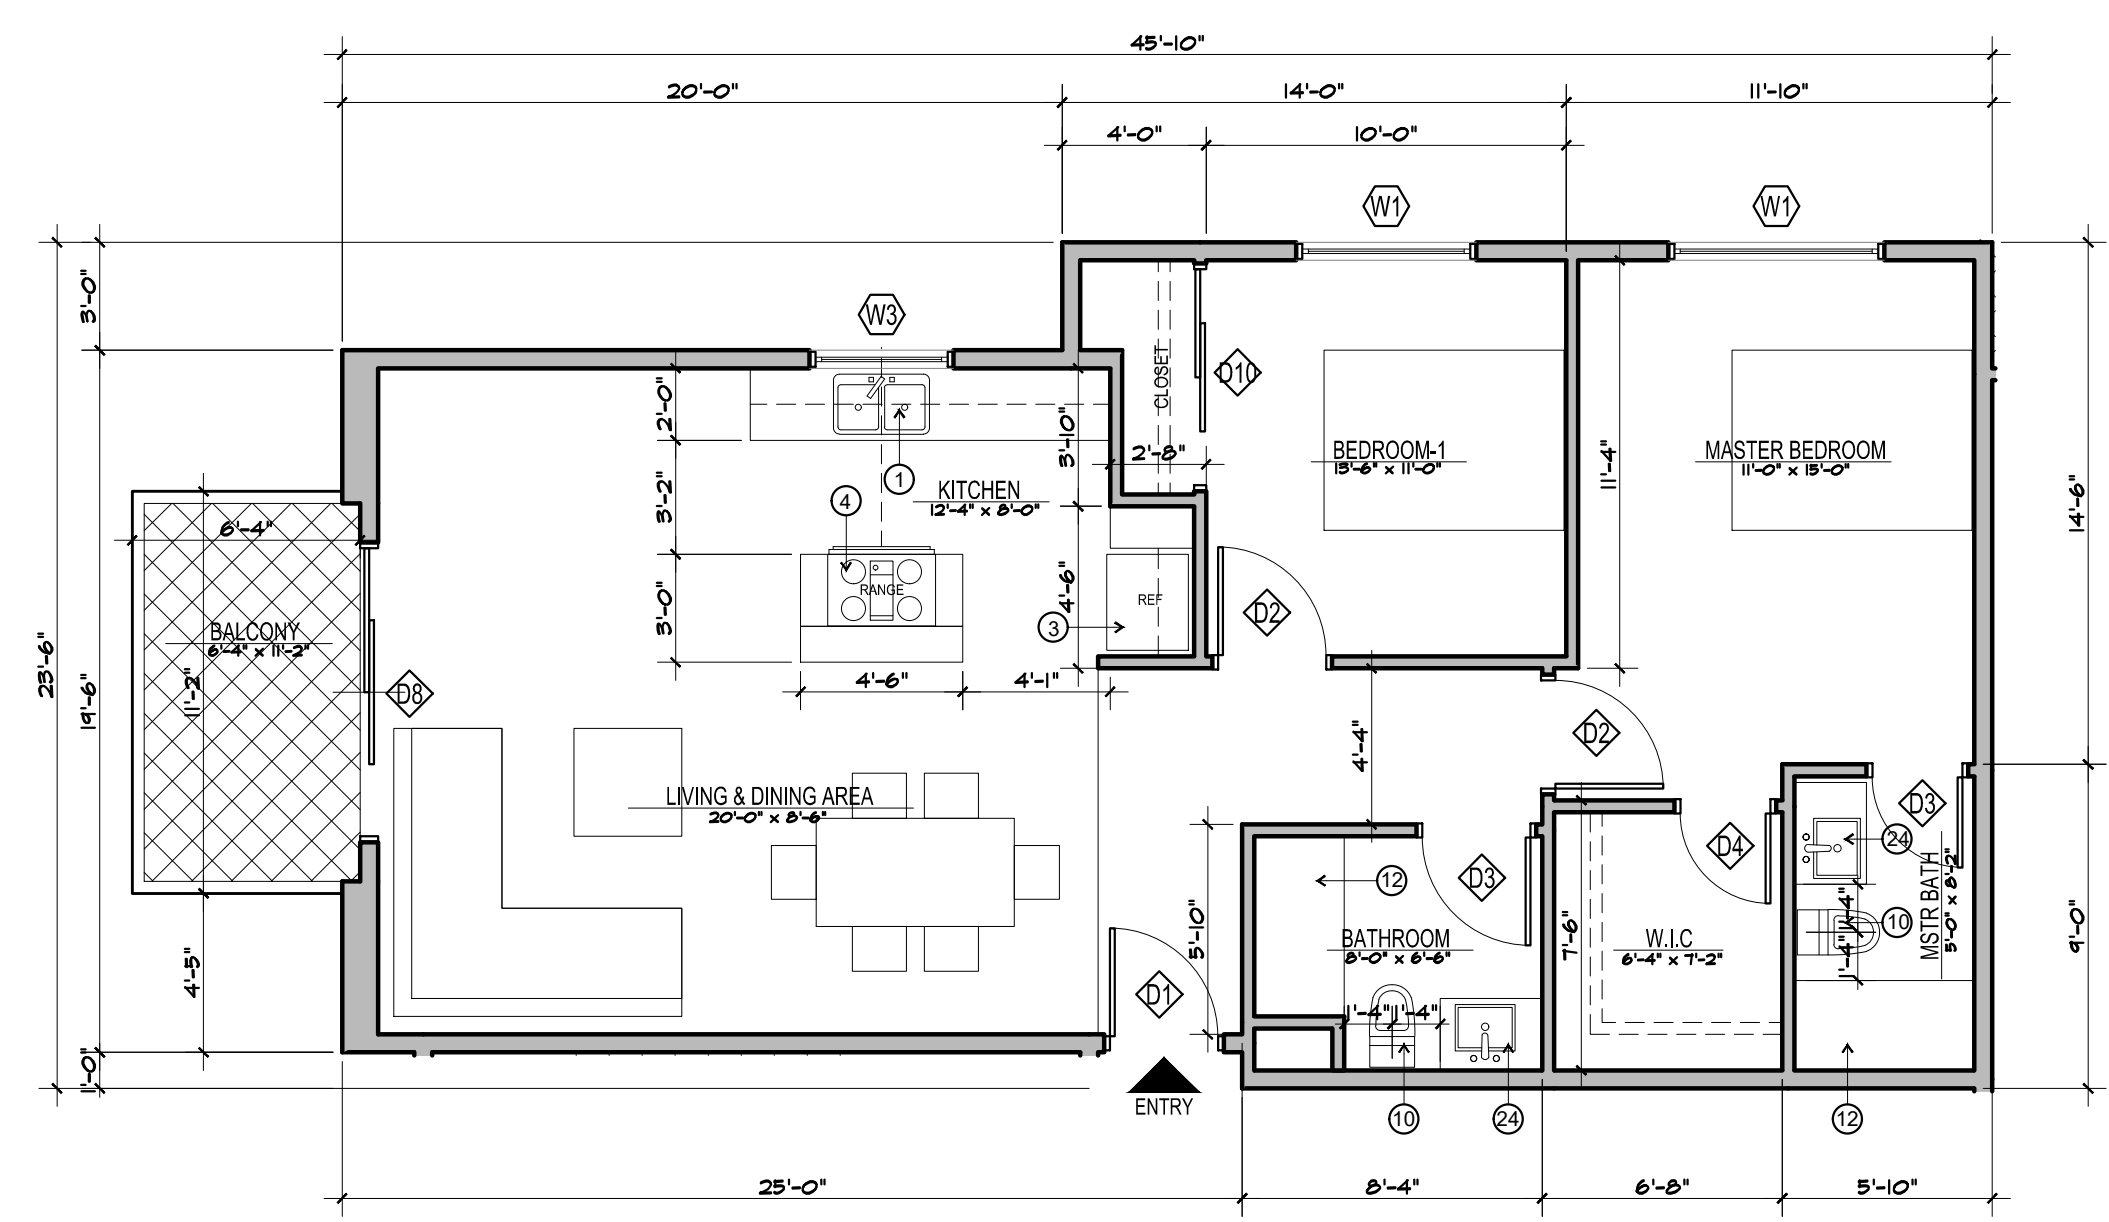 45'-10"
20'-0"
14'-0"
11'-10"
4'-0"
10'-0"
W1
W1
3'-0"
W3
CLOSET
D10
2'-0"
3'-10"
2'-8"
BEDROOM-1
13'-6" x 11'-0"
11'-4"
MASTER BEDROOM
11'-0" x 15'-0"
14'-6"
1
4
KITCHEN
12'-4" x 8'-0"
3'-2"
6'-4"
RANGE
REF
3
4'-6"
3'-0"
D2
BALCONY
6'-4" x 11'-2"
11'-2"
D8
23'-6"
19'-6"
4'-6"
4'-1"
4'-4"
D2
LIVING & DINING AREA
20'-0" x 8'-6"
D3
24
D4
12
D3
5'-10"
BATHROOM
8'-0" x 6'-6"
7'-6"
W.I.C
6'-4" x 7'-2"
1'-4"
10
1'-4"
MSTR BATH
5'-0" x 8'-2"
9'-0"
4'-5"
D1
1'-4"
1'-4"
1'-0"
ENTRY
10
24
12
25'-0"
8'-4"
6'-8"
5'-10"